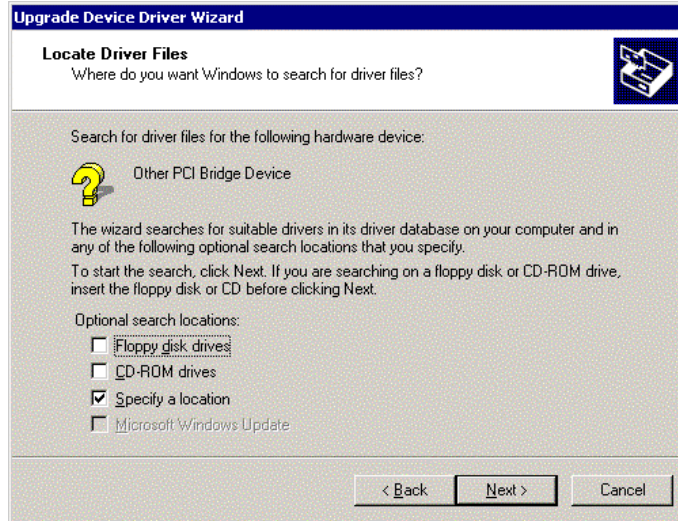 Upgrade Device Driver Wizard
Locate Driver Files
Where do you want Windows to search for driver files?
Search for driver files for the following hardware device:
Other PCI Bridge Device
The wizard searches for suitable drivers in its driver database on your computer and in
any of the following optional search locations that you specify.
To start the search, click Next. If you are searching on a floppy disk or CD-ROM drive,
insert the floppy disk or CD before clicking Next.
Optional search locations:
Floppy disk drives
CD-ROM drives
Specify a location
Microsoft Windows Update
< Back Next > Cancel